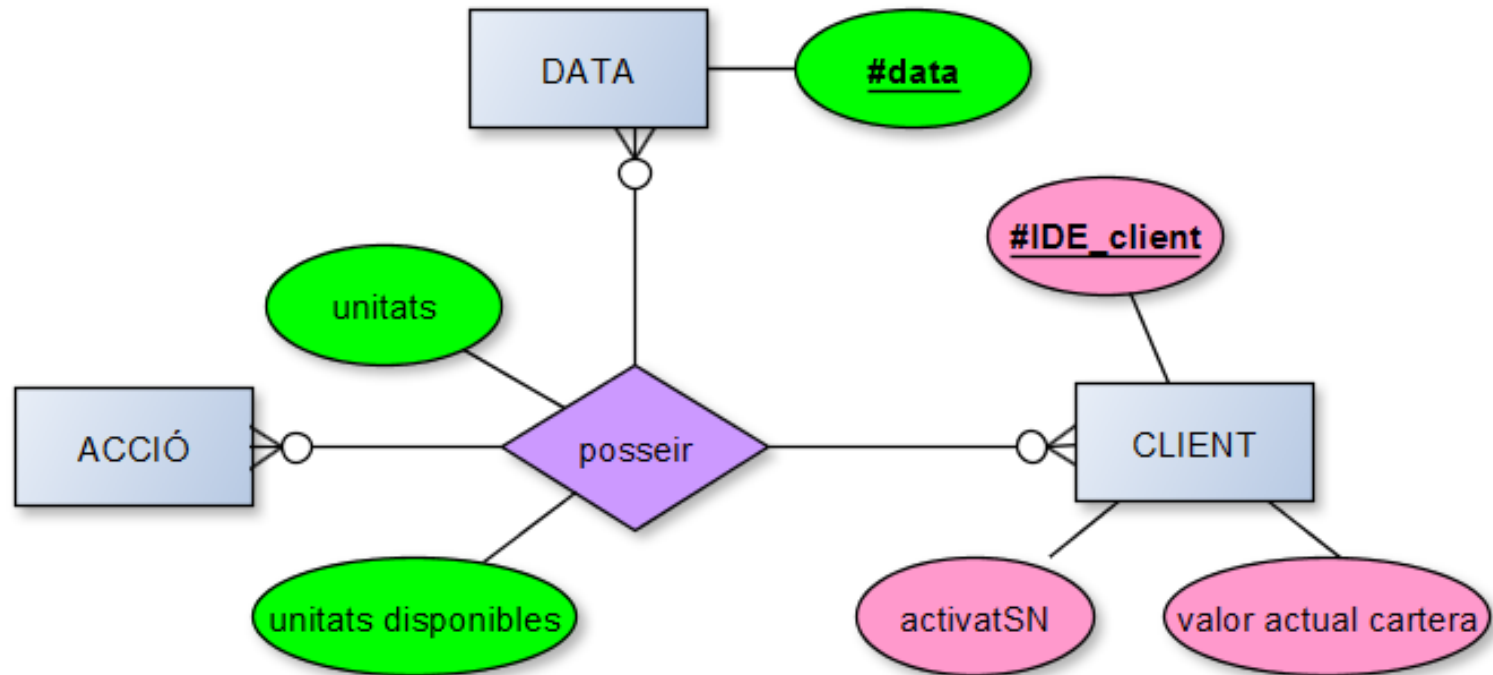 DATA
#data
#IDE_client
unitats
ACCIÓ
posseir
CLIENT
unitats disponibles
activatSN
valor actual cartera